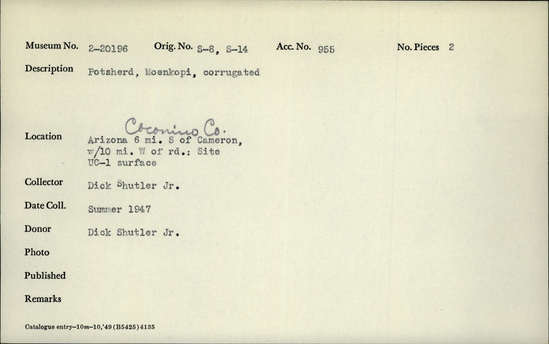 Museum No. 2-20196 Orig. No. S-8, S-14 Acc. No. 955 No. Pieces 2
Description Potsherd, Moenkopi, corrugated
Coconino Co.
Location Arizona 6 mi. S of Cameron,
w/10 mi. W of rd.: Site
UC-1 surface
Collector Dick Shutler Jr.
Date Coll. Summer 1947
Donor Dick Shutler Jr.
Photo
Published
Remarks
Catalogue entry—10m—10,'49 (B5425) 4135